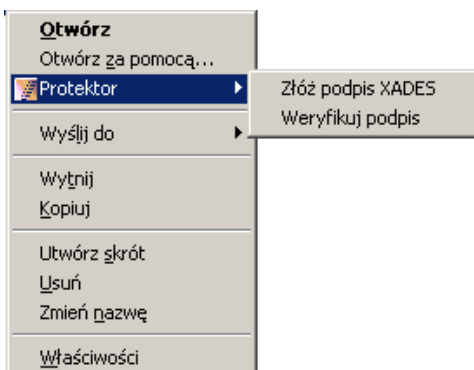 Otwórz
Otwórz za pomocą...
Protektor
Złóż podpis XADES
Weryfikuj podpis
Wyślij do
Wytnij
Kopiuj
Utwórz skrót
Usuń
Zmień nazwę
Właściwości